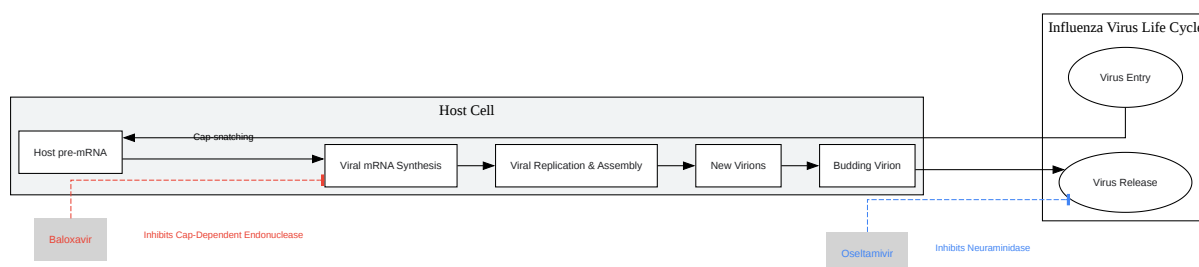 Influenza Virus Life Cycle
Virus Entry
Host Cell
Cap-snatching
Host pre-mRNA
Viral mRNA Synthesis
Viral Replication & Assembly
New Virions
Budding Virion
Virus Release
Baloxavir
Inhibits Cap-Dependent Endonuclease
Oseltamivir
Inhibits Neuraminidase